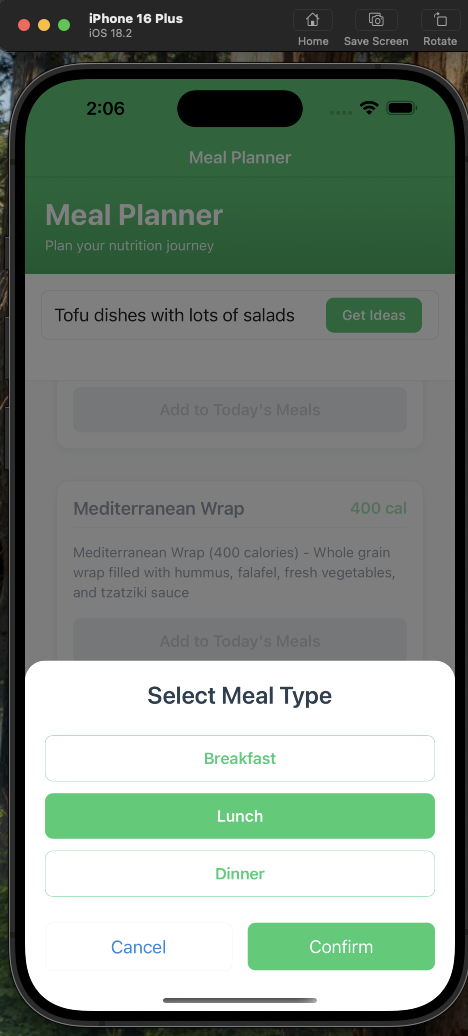 iPhone 16 Plus
iOS 18.2
Home
Save Screen
Rotate
2:06
Meal Planner
Meal Planner
Plan your nutrition journey
Tofu dishes with lots of salads
Get Ideas
Add to Today's Meals
Mediterranean Wrap
400 cal
Mediterranean Wrap (400 calories) - Whole grain
wrap filled with hummus, falafel, fresh vegetables,
and tzatziki sauce
Add to Today's Meals
Select Meal Type
Breakfast
Lunch
Dinner
Cancel
Confirm